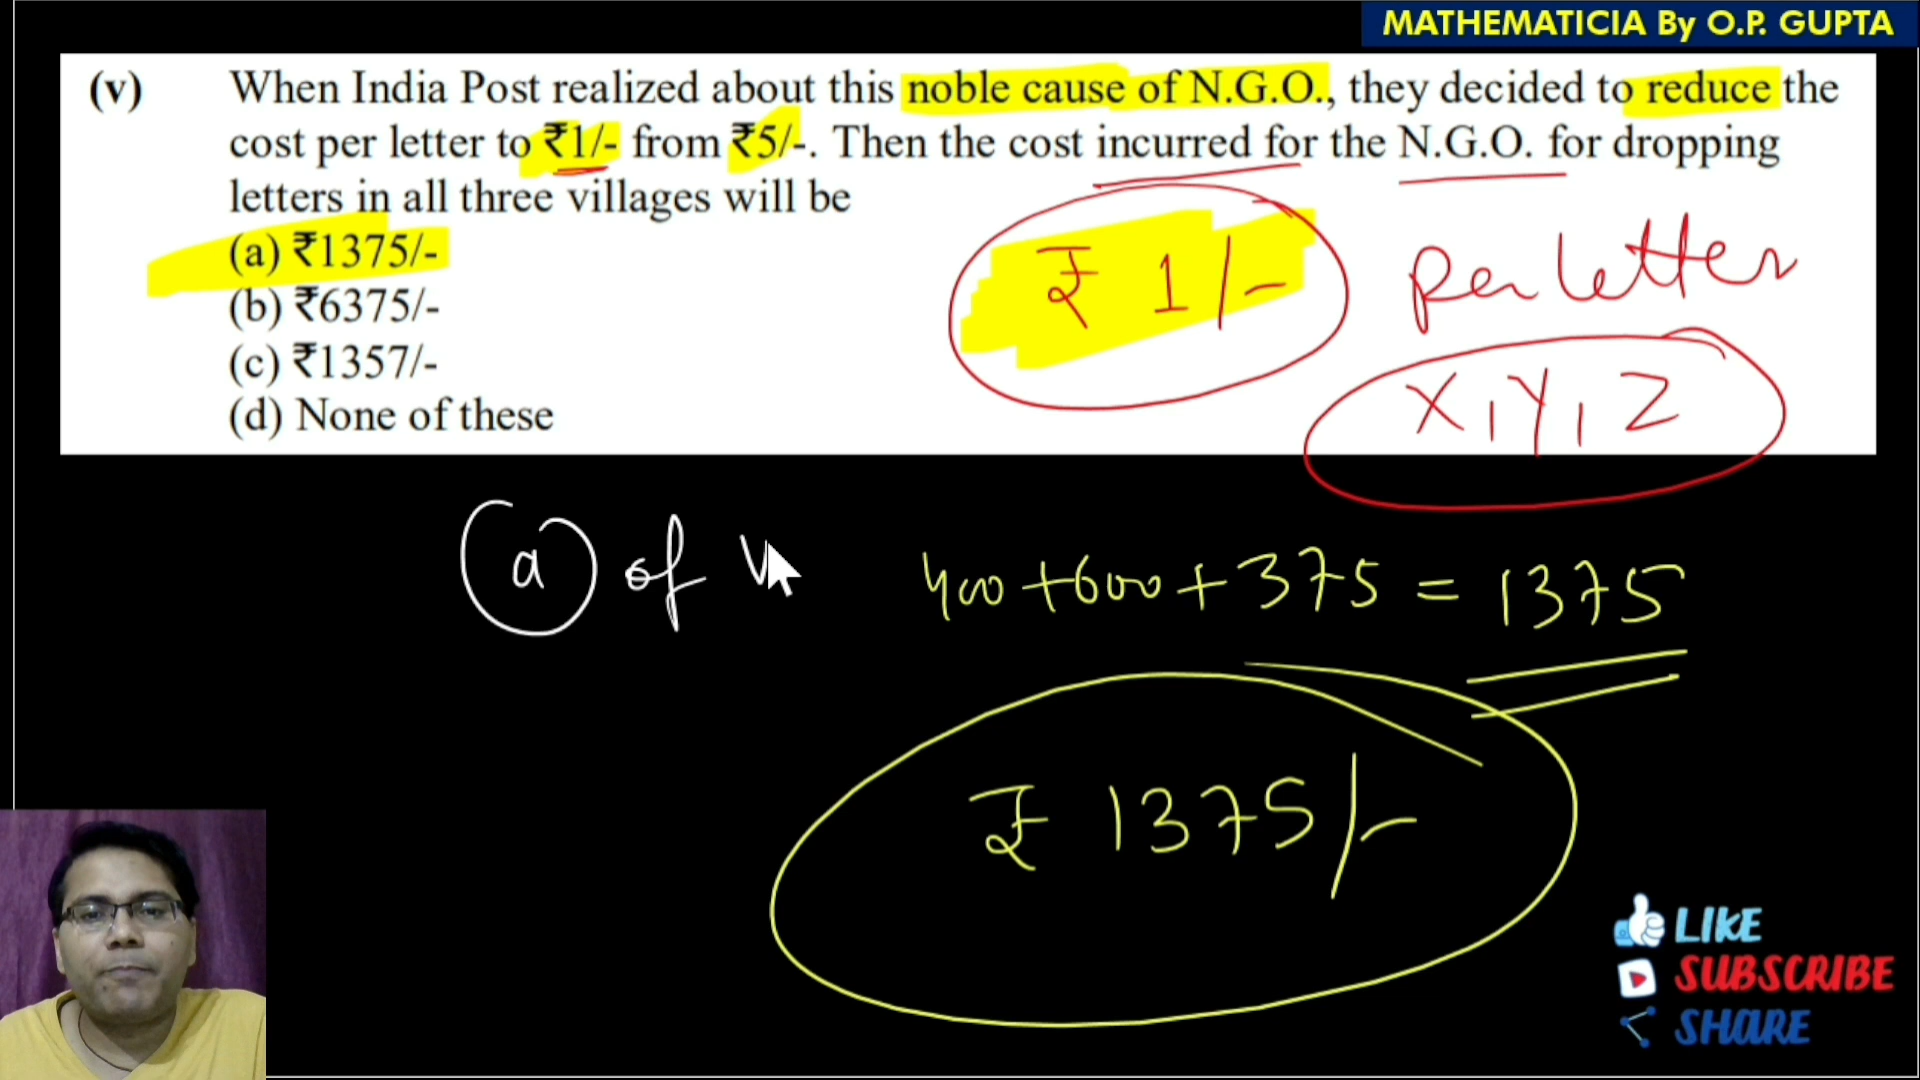 MATHEMATICIA By O.P. GUPTA
(v) When India Post realized about this noble cause of N.G.O., they decided to reduce the
cost per letter to ₹1/- from ₹5/-. Then the cost incurred for the N.G.O. for dropping
letters in all three villages will be
(a) ₹1375/-
(b) ₹6375/-
(c) ₹1357/-
(d) None of these
₹ 1/- per letter
X, Y, Z
(a) of
400 + 600 + 375 = 1375
₹ 1375/-
LIKE
SUBSCRIBE
SHARE